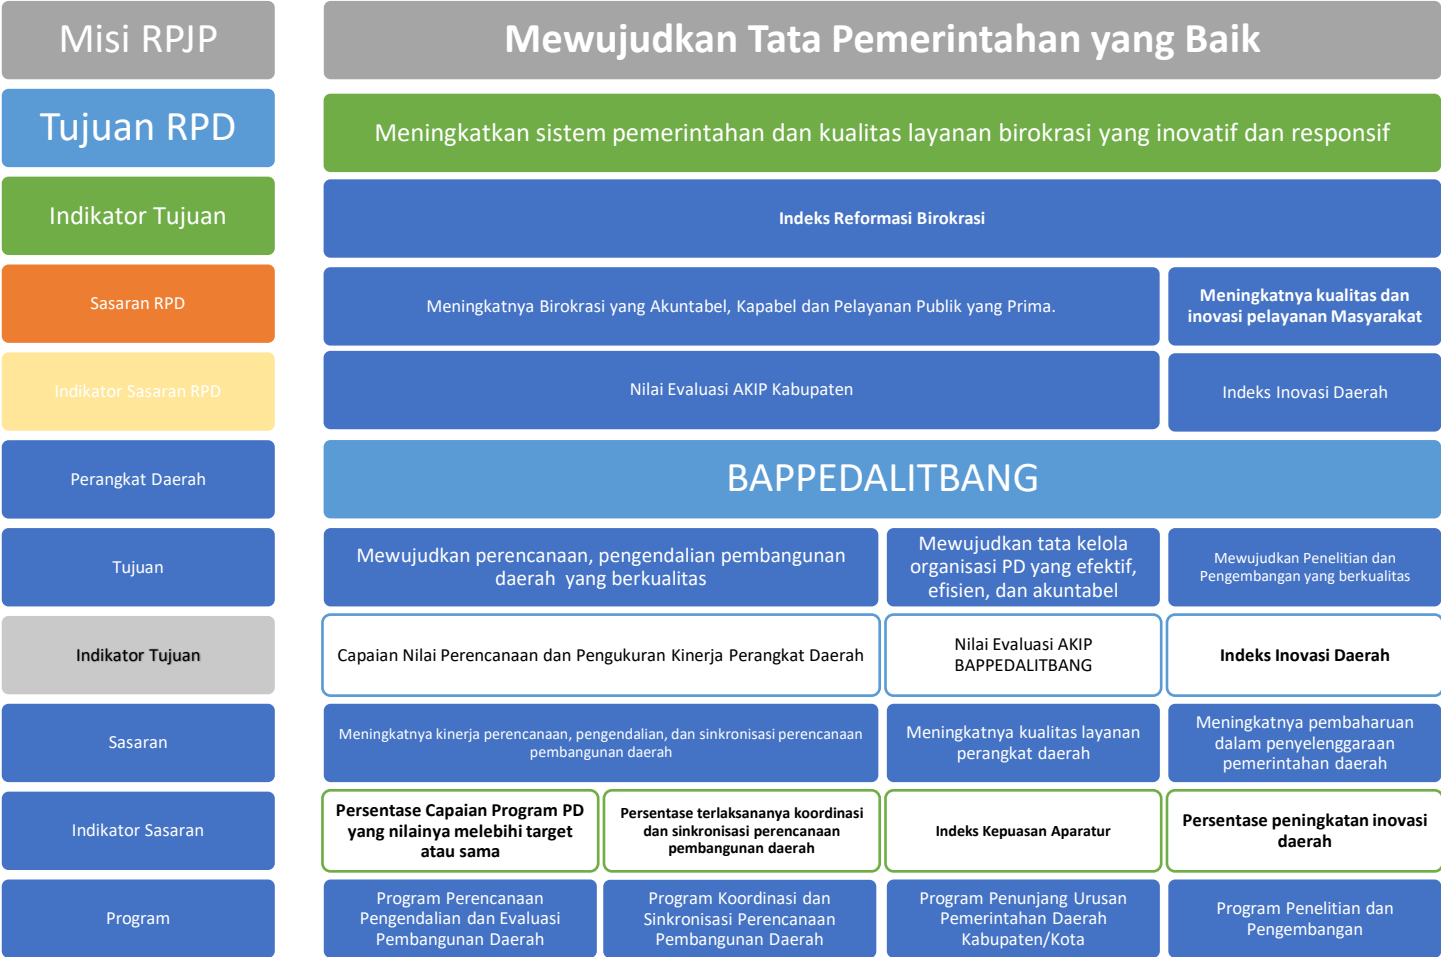 Misi RPJP
Mewujudkan Tata Pemerintahan yang Baik
Tujuan RPD
Meningkatkan sistem pemerintahan dan kualitas layanan birokrasi yang inovatif dan responsif
Indikator Tujuan
Indeks Reformasi Birokrasi
Sasaran RPD
Meningkatnya Birokrasi yang Akuntabel, Kapabel dan Pelayanan Publik yang Prima.
Meningkatnya kualitas dan
inovasi pelayanan Masyarakat
Indikator Sasaran RPD
Nilai Evaluasi AKIP Kabupaten
Indeks Inovasi Daerah
Perangkat Daerah
BAPPEDALITBANG
Tujuan
Mewujudkan perencanaan, pengendalian pembangunan
daerah yang berkualitas
Mewujudkan tata kelola
organisasi PD yang efektif,
efisien, dan akuntabel
Mewujudkan Penelitian dan
Pengembangan yang berkualitas
Indikator Tujuan
Capaian Nilai Perencanaan dan Pengukuran Kinerja Perangkat Daerah
Nilai Evaluasi AKIP
BAPPEDALITBANG
Indeks Inovasi Daerah
Sasaran
Meningkatnya kinerja perencanaan, pengendalian, dan sinkronisasi perencanaan
pembangunan daerah
Meningkatnya kualitas layanan
perangkat daerah
Meningkatnya pembaharuan
dalam penyelenggaraan
pemerintahan daerah
Indikator Sasaran
Persentase Capaian Program PD
yang nilainya melebihi target
atau sama
Persentase terlaksananya koordinasi
dan sinkronisasi perencanaan
pembangunan daerah
Indeks Kepuasan Aparatur
Persentase peningkatan inovasi
daerah
Program
Program Perencanaan
Pengendalian dan Evaluasi
Pembangunan Daerah
Program Koordinasi dan
Sinkronisasi Perencanaan
Pembangunan Daerah
Program Penunjang Urusan
Pemerintahan Daerah
Kabupaten/Kota
Program Penelitian dan
Pengembangan